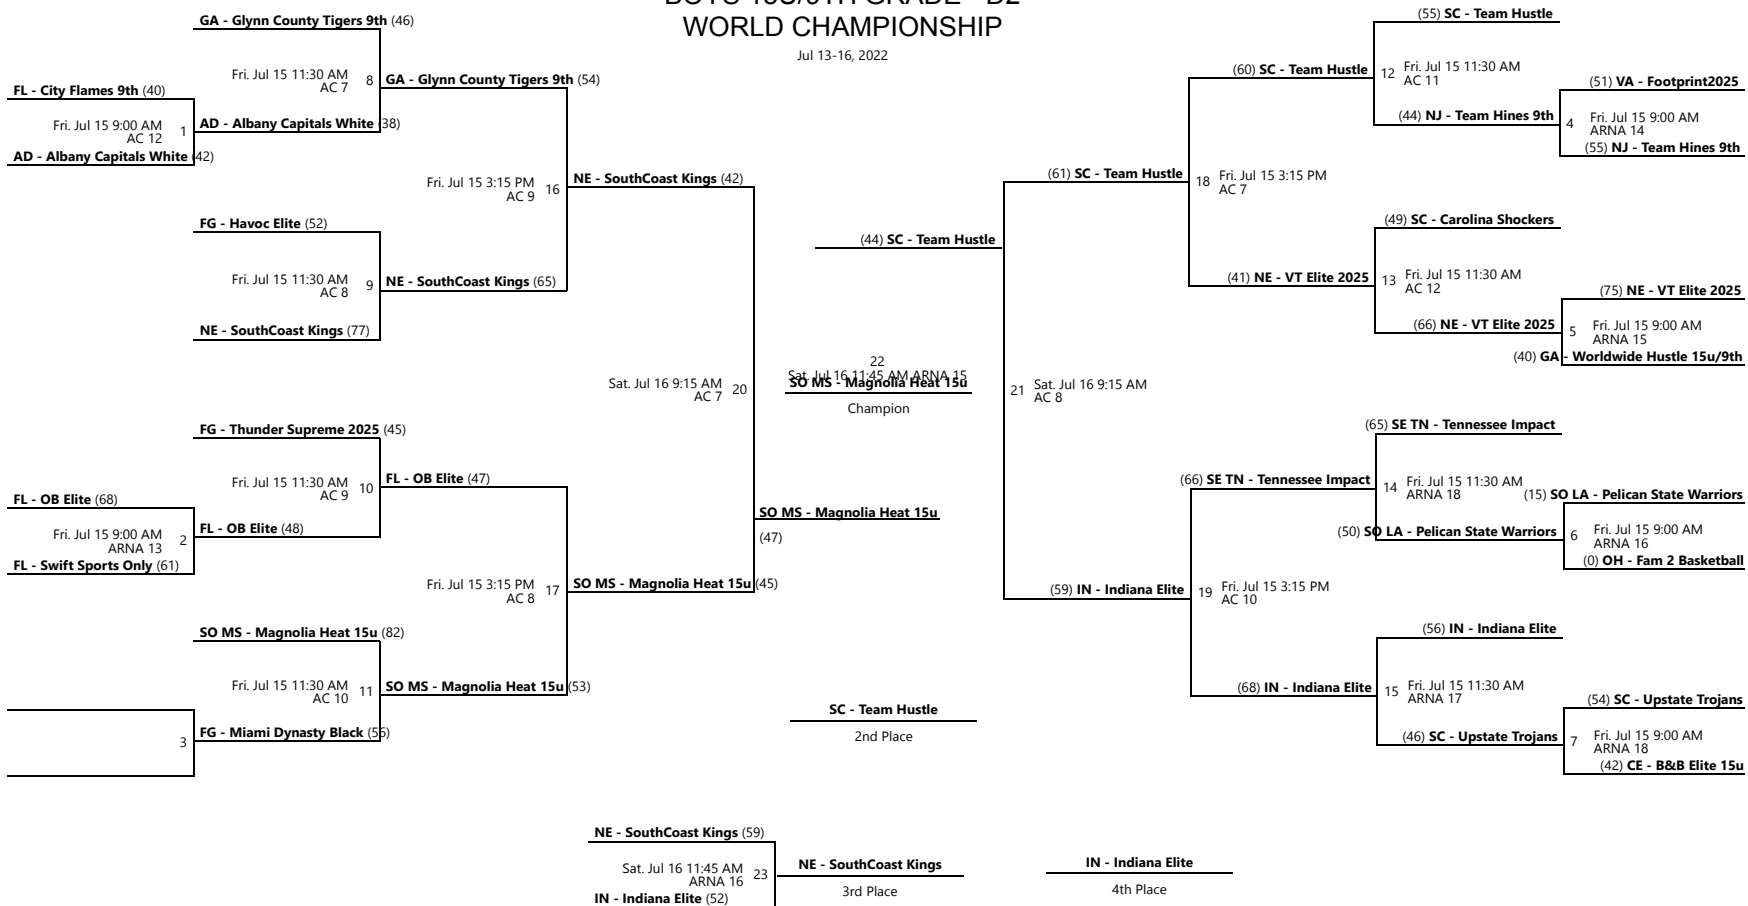 BOYS 15U/9TH GRADE - D2
WORLD CHAMPIONSHIP
Jul 13-16, 2022
GA - Glynn County Tigers 9th (46)
Fri. Jul 15 11:30 AM 8
AC 7
GA - Glynn County Tigers 9th (54)
FL - City Flames 9th (40)
Fri. Jul 15 9:00 AM 1
AC 12
AD - Albany Capitals White (38)
AD - Albany Capitals White (42)
Fri. Jul 15 3:15 PM 16
AC 9
NE - SouthCoast Kings (42)
FG - Havoc Elite (52)
Fri. Jul 15 11:30 AM 9
AC 8
NE - SouthCoast Kings (65)
NE - SouthCoast Kings (77)
Sat. Jul 16 9:15 AM 20
AC 7
FG - Thunder Supreme 2025 (45)
Fri. Jul 15 11:30 AM 10
AC 9
FL - OB Elite (47)
FL - OB Elite (68)
Fri. Jul 15 9:00 AM 2
ARNA 13
FL - OB Elite (48)
FL - Swift Sports Only (61)
SO MS - Magnolia Heat 15u
(47)
Fri. Jul 15 3:15 PM 17
AC 8
SO MS - Magnolia Heat 15u (45)
SO MS - Magnolia Heat 15u (82)
Fri. Jul 15 11:30 AM 11
AC 10
SO MS - Magnolia Heat 15u (53)
3
FG - Miami Dynasty Black (56)
(44) SC - Team Hustle
22
Sat. Jul 16 11:45 AM ARNA 15
SO MS - Magnolia Heat 15u
Champion
SC - Team Hustle
2nd Place
(55) SC - Team Hustle
(60) SC - Team Hustle
12 Fri. Jul 15 11:30 AM
AC 11
(51) VA - Footprint2025
(44) NJ - Team Hines 9th
4 Fri. Jul 15 9:00 AM
ARNA 14
(55) NJ - Team Hines 9th
(61) SC - Team Hustle
18 Fri. Jul 15 3:15 PM
AC 7
(49) SC - Carolina Shockers
(41) NE - VT Elite 2025
13 Fri. Jul 15 11:30 AM
AC 12
(75) NE - VT Elite 2025
(66) NE - VT Elite 2025
5 Fri. Jul 15 9:00 AM
ARNA 15
(40) GA - Worldwide Hustle 15u/9th
21 Sat. Jul 16 9:15 AM
AC 8
(65) SE TN - Tennessee Impact
(66) SE TN - Tennessee Impact
14 Fri. Jul 15 11:30 AM
ARNA 18
(15) SO LA - Pelican State Warriors
(50) SO LA - Pelican State Warriors
6 Fri. Jul 15 9:00 AM
ARNA 16
(0) OH - Fam 2 Basketball
(59) IN - Indiana Elite
19 Fri. Jul 15 3:15 PM
AC 10
(56) IN - Indiana Elite
(68) IN - Indiana Elite
15 Fri. Jul 15 11:30 AM
ARNA 17
(54) SC - Upstate Trojans
(46) SC - Upstate Trojans
7 Fri. Jul 15 9:00 AM
ARNA 18
(42) CE - B&B Elite 15u
NE - SouthCoast Kings (59)
Sat. Jul 16 11:45 AM 23
ARNA 16
IN - Indiana Elite (52)
NE - SouthCoast Kings
3rd Place
IN - Indiana Elite
4th Place